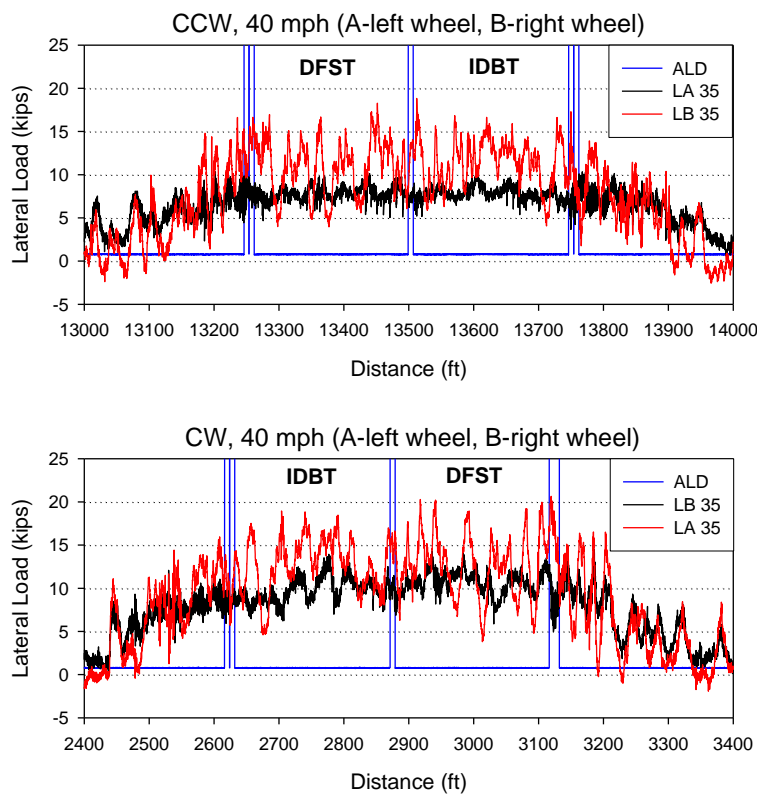 CCW, 40 mph (A-left wheel, B-right wheel)
25
20
15
10
5
0
-5
Lateral Load (kips)
DFST
IDBT
ALD
LA 35
LB 35
13000 13100 13200 13300 13400 13500 13600 13700 13800 13900 14000
Distance (ft)
CW, 40 mph (A-left wheel, B-right wheel)
25
20
15
10
5
0
-5
Lateral Load (kips)
IDBT
DFST
ALD
LB 35
LA 35
2400 2500 2600 2700 2800 2900 3000 3100 3200 3300 3400
Distance (ft)